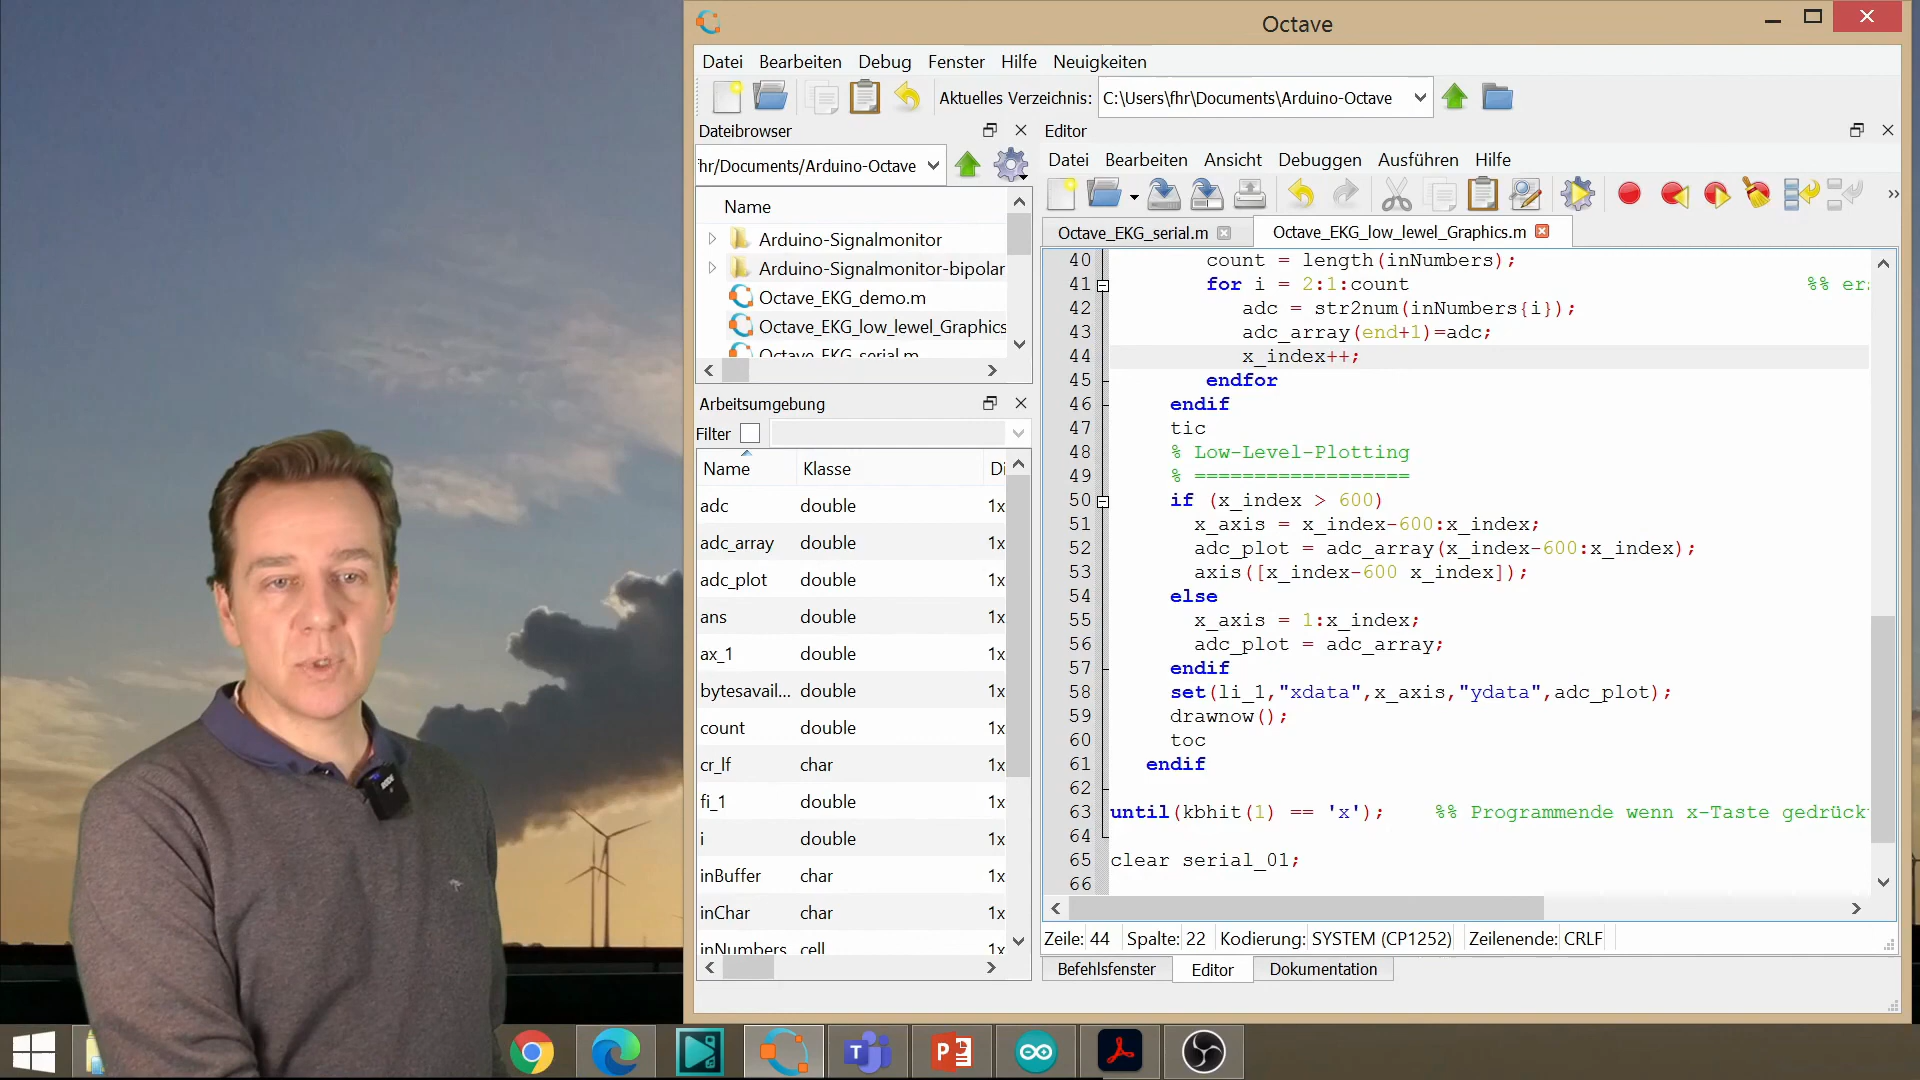 Octave
Datei Bearbeiten Debug Fenster Hilfe Neuigkeiten
Aktuelles Verzeichnis: C:\Users\fhr\Documents\Arduino-Octave
Dateibrowser
hr/Documents/Arduino-Octave
Name
Arduino-Signalmonitor
Arduino-Signalmonitor-bipolar
Octave_EKG_demo.m
Octave_EKG_low_lewel_Graphics
Octave_EKG_serial.m
Arbeitsumgebung
Filter
Name Klasse Di
adc double 1x
adc_array double 1x
adc_plot double 1x
ans double 1x
ax_1 double 1x
bytesavail... double 1x
count double 1x
cr_lf char 1x
fi_1 double 1x
i double 1x
inBuffer char 1x
inChar char 1x
inNumbers cell 1x
Editor
Datei Bearbeiten Ansicht Debuggen Ausführen Hilfe
Octave_EKG_serial.m Octave_EKG_low_lewel_Graphics.m
40 count = length(inNumbers);
41 for i = 2:1:count %% er
42 adc = str2num(inNumbers{i});
43 adc_array(end+1)=adc;
44 x_index++;
45 endfor
46 endif
47 tic
48 % Low-Level-Plotting
49 % ==================
50 if (x_index > 600)
51 x_axis = x_index-600:x_index;
52 adc_plot = adc_array(x_index-600:x_index);
53 axis([x_index-600 x_index]);
54 else
55 x_axis = 1:x_index;
56 adc_plot = adc_array;
57 endif
58 set(li_1,"xdata",x_axis,"ydata",adc_plot);
59 drawnow();
60 toc
61 endif
62
63 until(kbhit(1) == 'x'); %% Programmende wenn x-Taste gedrück
64
65 clear serial_01;
66
Zeile: 44 Spalte: 22 Kodierung: SYSTEM (CP1252) Zeilenende: CRLF
Befehlsfenster Editor Dokumentation